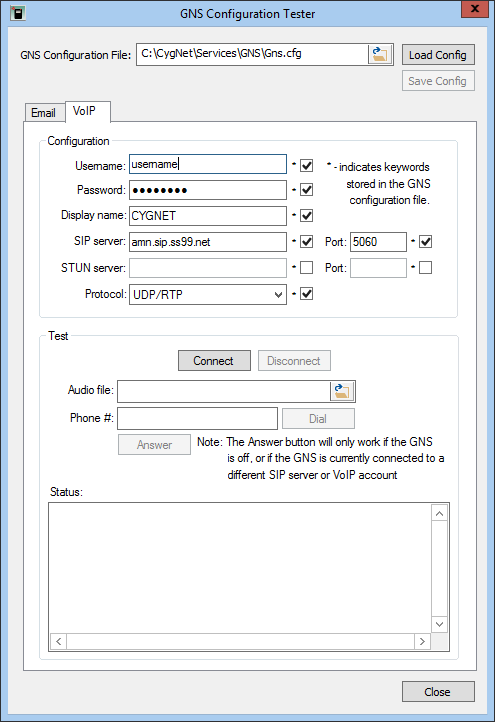 GNS Configuration Tester
GNS Configuration File: C:\CygNet\Services\GNS\Gns.cfg Load Config
Save Config
Email VoIP
Configuration
Username: username * * - indicates keywords
Password: ●●●●●●●● * stored in the GNS
Display name: CYGNET * configuration file.
SIP server: amn.sip.ss99.net * Port: 5060 *
STUN server: * Port: *
Protocol: UDP/RTP *
Test
Connect Disconnect
Audio file:
Phone #: Dial
Answer Note: The Answer button will only work if the GNS
is off, or if the GNS is currently connected to a
different SIP server or VoIP account
Status:
Close